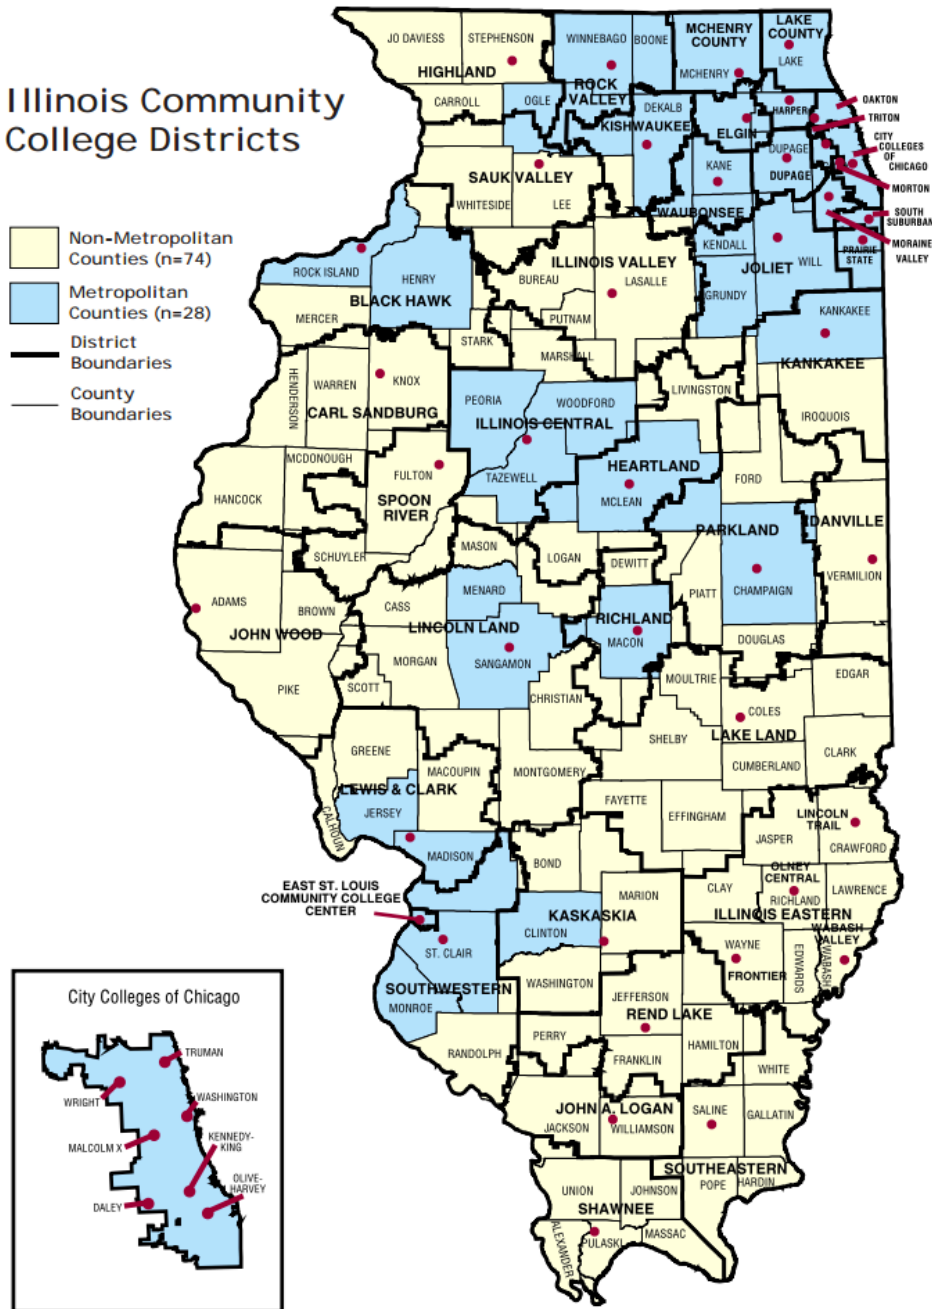 Illinois Community
College Districts
Non-Metropolitan
Counties (n=74)
Metropolitan
Counties (n=28)
District
Boundaries
County
Boundaries
JO DAVIESS
STEPHENSON
HIGHLAND
CARROLL
WINNEBAGO
BOONE
ROCK
VALLEY
OGLE
MCHENRY
COUNTY
MCHENRY
LAKE
COUNTY
LAKE
DEKALB
KISHWAUKEE
ELGIN
HARPER
OAKTON
TRITON
CITY
COLLEGES
OF
CHICAGO
MORTON
SOUTH
SUBURBAN
MORAINE
VALLEY
PRAIRIE
STATE
KANE
DUPAGE
DUPAGE
WAUBONSEE
SAUK VALLEY
WHITESIDE
LEE
KENDALL
WILL
JOLIET
GRUNDY
ROCK ISLAND
HENRY
BLACK HAWK
MERCER
ILLINOIS VALLEY
BUREAU
LASALLE
PUTNAM
STARK
MARSHALL
KANKAKEE
KANKAKEE
IROQUOIS
LIVINGSTON
HENDERSON
WARREN
KNOX
CARL SANDBURG
PEORIA
WOODFORD
ILLINOIS CENTRAL
TAZEWELL
HEARTLAND
MCLEAN
FORD
MCDONOUGH
HANCOCK
FULTON
SPOON
RIVER
SCHUYLER
MASON
LOGAN
DEWITT
PARKLAND
CHAMPAIGN
PIATT
DANVILLE
VERMILION
ADAMS
BROWN
JOHN WOOD
PIKE
CASS
MENARD
LINCOLN LAND
SANGAMON
MORGAN
SCOTT
CHRISTIAN
RICHLAND
MACON
DOUGLAS
MOULTRIE
EDGAR
COLES
LAKE LAND
SHELBY
CUMBERLAND
CLARK
GREENE
MACOUPIN
MONTGOMERY
LEWIS & CLARK
JERSEY
CALHOUN
MADISON
BOND
FAYETTE
EFFINGHAM
JASPER
LINCOLN
TRAIL
CRAWFORD
OLNEY
CENTRAL
RICHLAND
LAWRENCE
CLAY
ILLINOIS EASTERN
WABASH
VALLEY
WABASH
EDWARDS
WAYNE
FRONTIER
EAST ST. LOUIS
COMMUNITY COLLEGE
CENTER
ST. CLAIR
SOUTHWESTERN
MONROE
MARION
KASKASKIA
CLINTON
WASHINGTON
JEFFERSON
REND LAKE
RANDOLPH
PERRY
FRANKLIN
HAMILTON
WHITE
JOHN A. LOGAN
JACKSON
WILLIAMSON
SALINE
GALLATIN
SOUTHEASTERN
POPE
HARDIN
UNION
JOHNSON
SHAWNEE
ALEXANDER
PULASKI
MASSAC
City Colleges of Chicago
TRUMAN
WRIGHT
WASHINGTON
MALCOLM X
KENNEDY-
KING
OLIVE-
HARVEY
DALEY